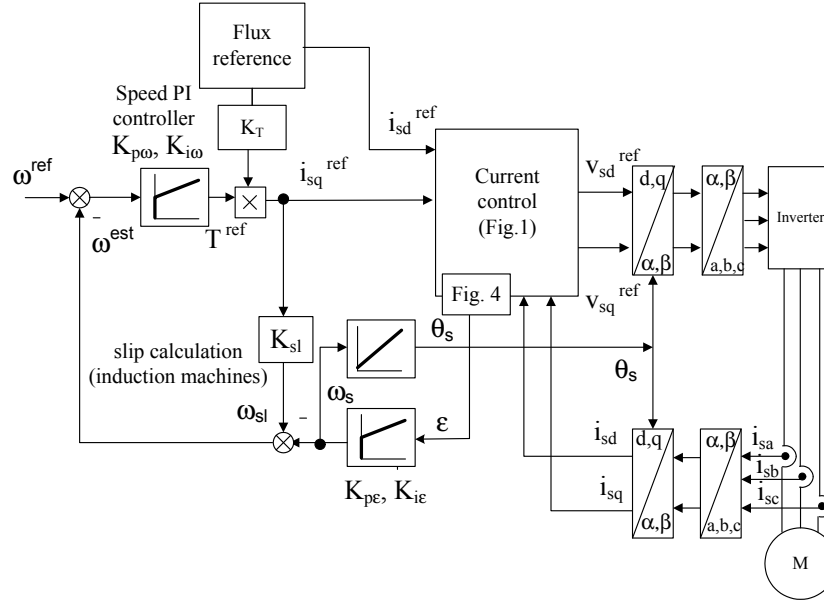 Flux
reference
Speed PI
controller
K_pω, K_iω
K_T
i_sd^ref
i_sq^ref
ω^ref
−
ω^est
T^ref
×
Current
control
(Fig.1)
Fig. 4
v_sd^ref
v_sq^ref
d,q
α,β
α,β
a,b,c
Inverter
K_sl
slip calculation
(induction machines)
θ_s
θ_s
ω_s
ω_sl
−
ε
K_pε, K_iε
i_sd
i_sq
d,q
α,β
α,β
a,b,c
i_sa
i_sb
i_sc
M